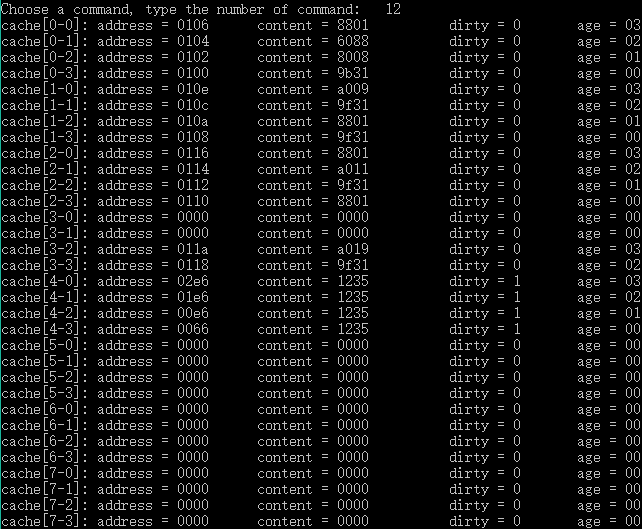 Choose a command, type the number of command:   12
cache[0-0]: address = 0106      content = 8801          dirty = 0       age = 03
cache[0-1]: address = 0104      content = 6088          dirty = 0       age = 02
cache[0-2]: address = 0102      content = 8008          dirty = 0       age = 01
cache[0-3]: address = 0100      content = 9b31          dirty = 0       age = 00
cache[1-0]: address = 010e      content = a009          dirty = 0       age = 03
cache[1-1]: address = 010c      content = 9f31          dirty = 0       age = 02
cache[1-2]: address = 010a      content = 8801          dirty = 0       age = 01
cache[1-3]: address = 0108      content = 9f31          dirty = 0       age = 00
cache[2-0]: address = 0116      content = 8801          dirty = 0       age = 03
cache[2-1]: address = 0114      content = a011          dirty = 0       age = 02
cache[2-2]: address = 0112      content = 9f31          dirty = 0       age = 01
cache[2-3]: address = 0110      content = 8801          dirty = 0       age = 00
cache[3-0]: address = 0000      content = 0000          dirty = 0       age = 00
cache[3-1]: address = 0000      content = 0000          dirty = 0       age = 00
cache[3-2]: address = 011a      content = a019          dirty = 0       age = 03
cache[3-3]: address = 0118      content = 9f31          dirty = 0       age = 02
cache[4-0]: address = 02e6      content = 1235          dirty = 1       age = 03
cache[4-1]: address = 01e6      content = 1235          dirty = 1       age = 02
cache[4-2]: address = 00e6      content = 1235          dirty = 1       age = 01
cache[4-3]: address = 0066      content = 1235          dirty = 1       age = 00
cache[5-0]: address = 0000      content = 0000          dirty = 0       age = 00
cache[5-1]: address = 0000      content = 0000          dirty = 0       age = 00
cache[5-2]: address = 0000      content = 0000          dirty = 0       age = 00
cache[5-3]: address = 0000      content = 0000          dirty = 0       age = 00
cache[6-0]: address = 0000      content = 0000          dirty = 0       age = 00
cache[6-1]: address = 0000      content = 0000          dirty = 0       age = 00
cache[6-2]: address = 0000      content = 0000          dirty = 0       age = 00
cache[6-3]: address = 0000      content = 0000          dirty = 0       age = 00
cache[7-0]: address = 0000      content = 0000          dirty = 0       age = 00
cache[7-1]: address = 0000      content = 0000          dirty = 0       age = 00
cache[7-2]: address = 0000      content = 0000          dirty = 0       age = 00
cache[7-3]: address = 0000      content = 0000          dirty = 0       age = 00